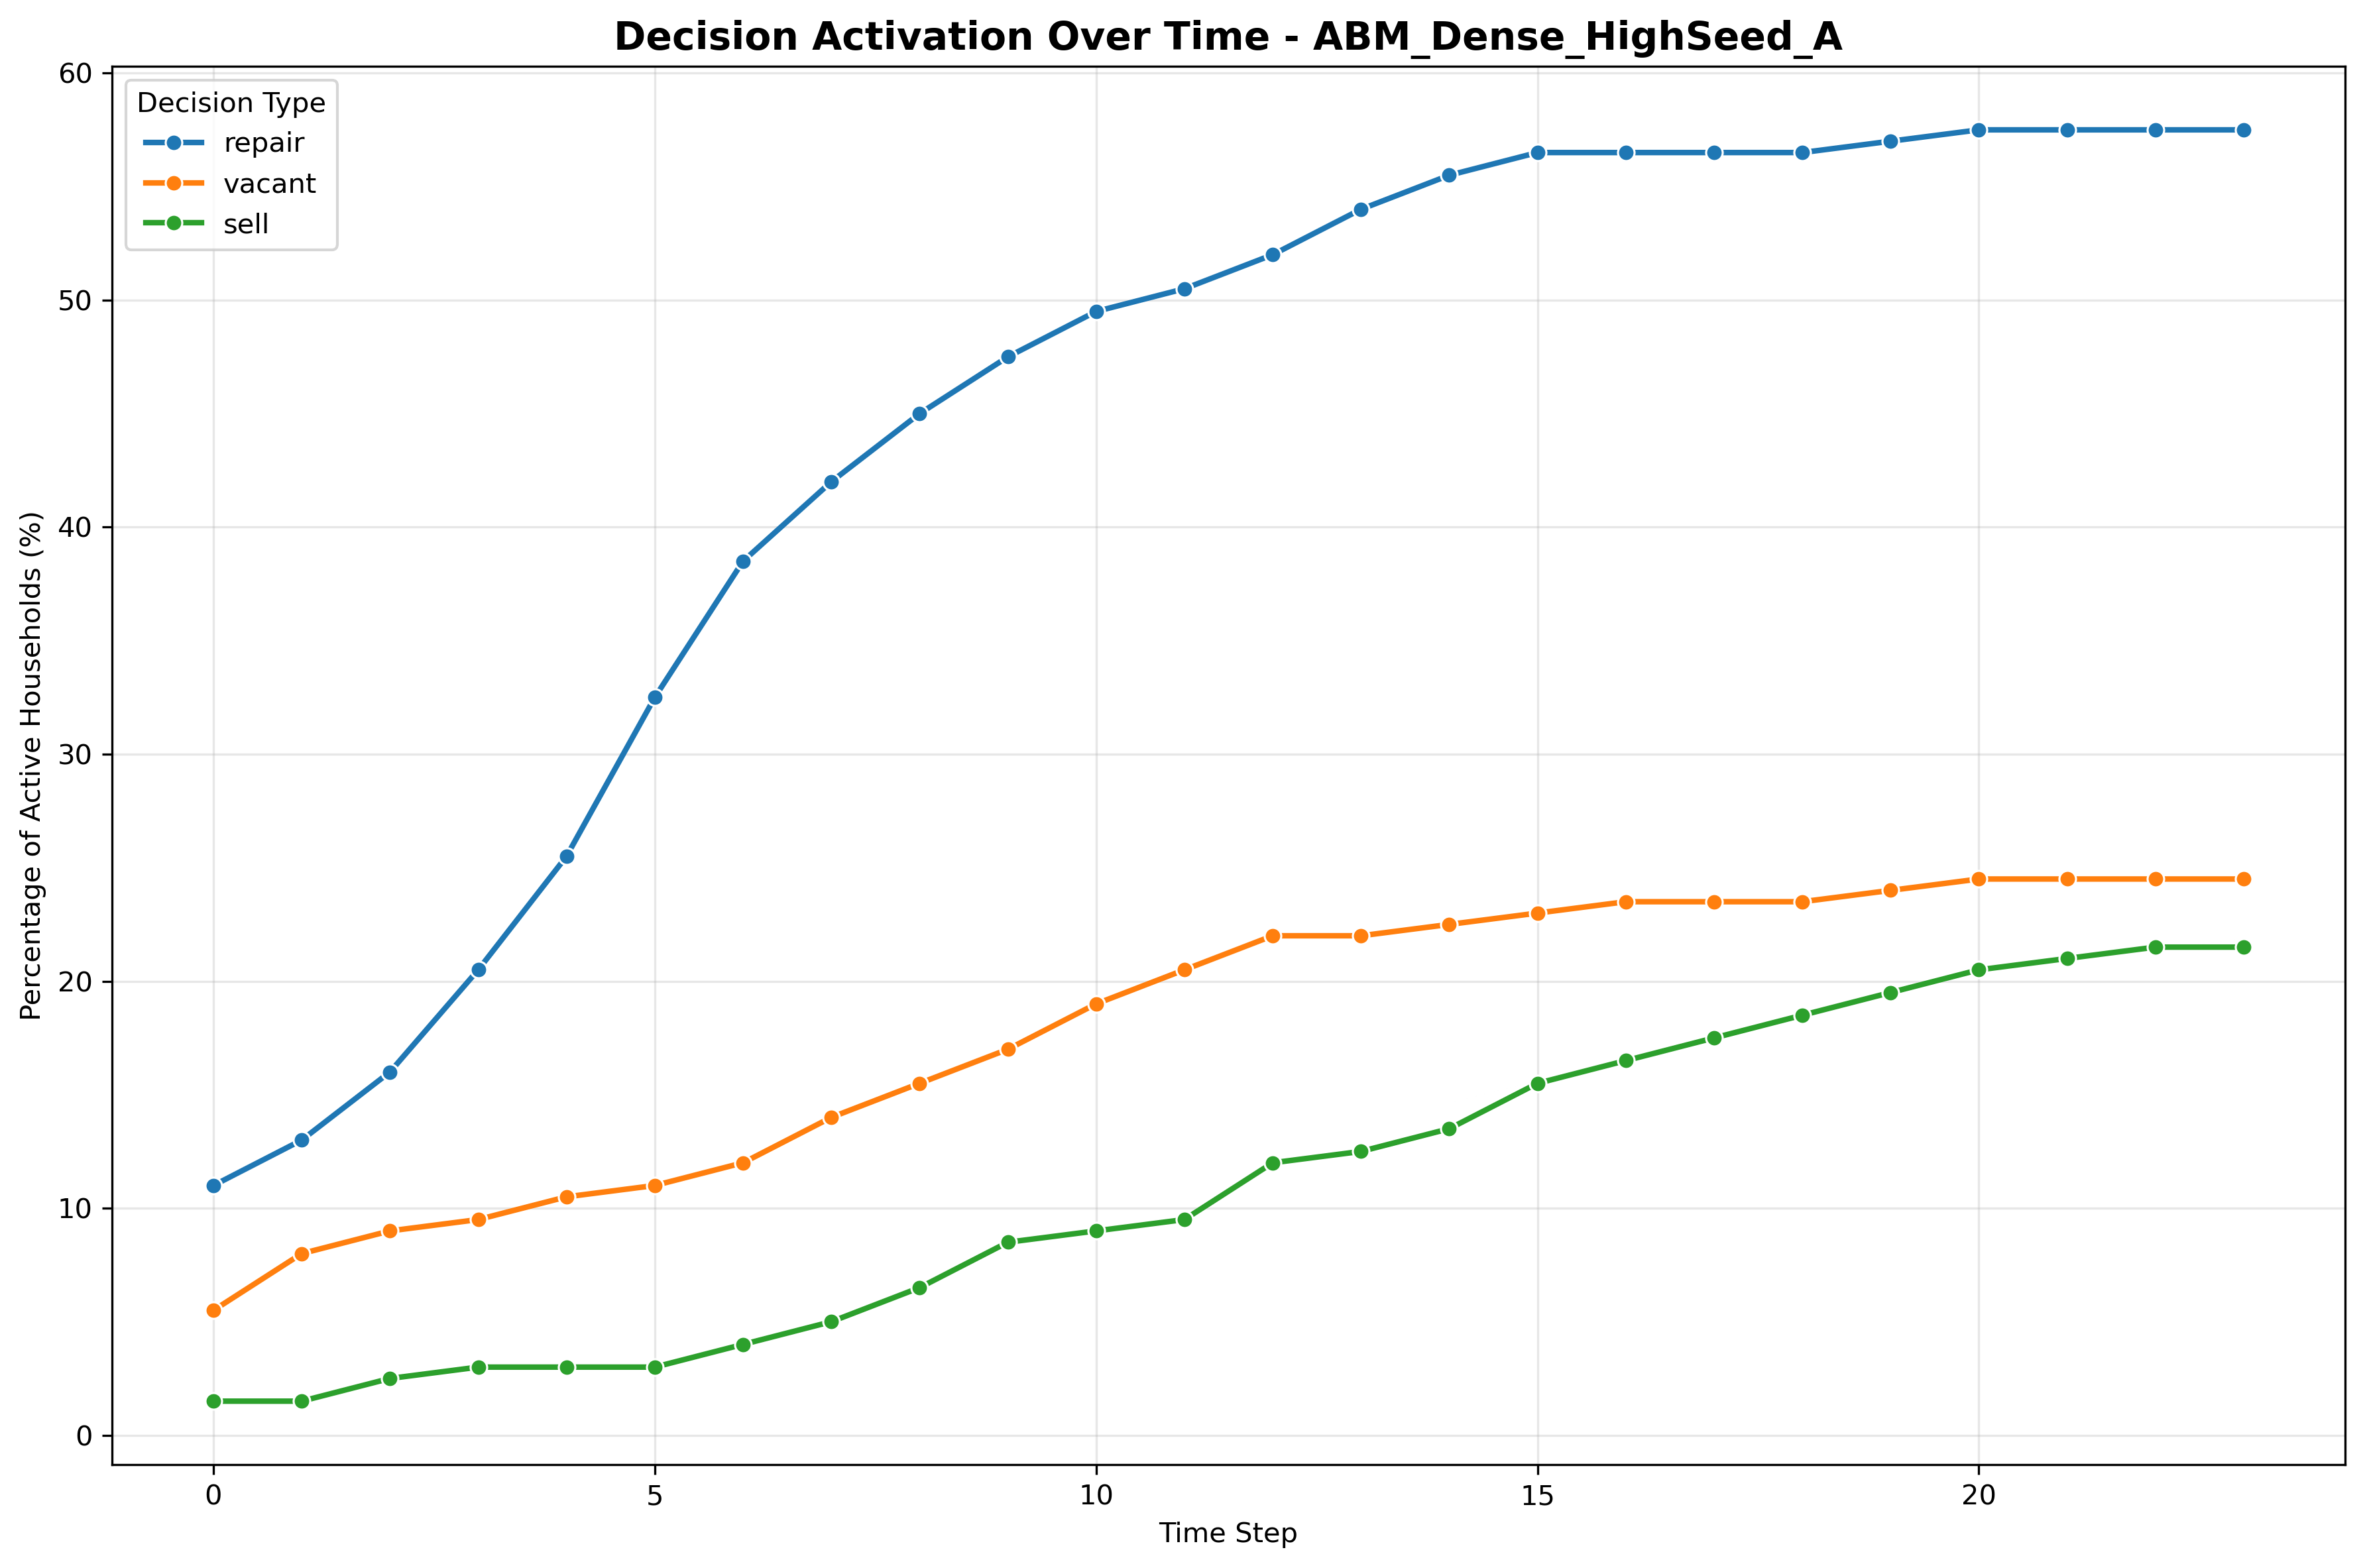 Decision Activation Over Time - ABM_Dense_HighSeed_A
Decision Type
repair
vacant
sell
Percentage of Active Households (%)
60
50
40
30
20
10
0
0 5 10 15 20
Time Step